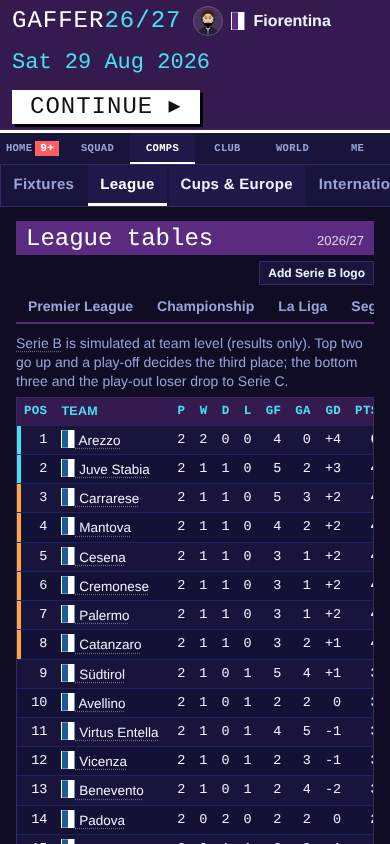 GAFFER26/27 Fiorentina
Sat 29 Aug 2026
CONTINUE ►
HOME 9+ SQUAD COMPS CLUB WORLD ME
Fixtures League Cups & Europe Internatio
League tables 2026/27
Add Serie B logo
Premier League Championship La Liga
Serie B is simulated at team level (results only). Top two
go up and a play-off decides the third place; the bottom
three and the play-out loser drop to Serie C.
POS TEAM P W D L GF GA GD PTS
1 Arezzo 2 2 0 0 4 0 +4
2 Juve Stabia 2 1 1 0 5 2 +3
3 Carrarese 2 1 1 0 5 3 +2
4 Mantova 2 1 1 0 4 2 +2
5 Cesena 2 1 1 0 3 1 +2
6 Cremonese 2 1 1 0 3 1 +2
7 Palermo 2 1 1 0 3 1 +2
8 Catanzaro 2 1 1 0 3 2 +1
9 Südtirol 2 1 0 1 5 4 +1
10 Avellino 2 1 0 1 2 2 0
11 Virtus Entella 2 1 0 1 4 5 -1
12 Vicenza 2 1 0 1 2 3 -1
13 Benevento 2 1 0 1 2 4 -2
14 Padova 2 0 2 0 2 2 0